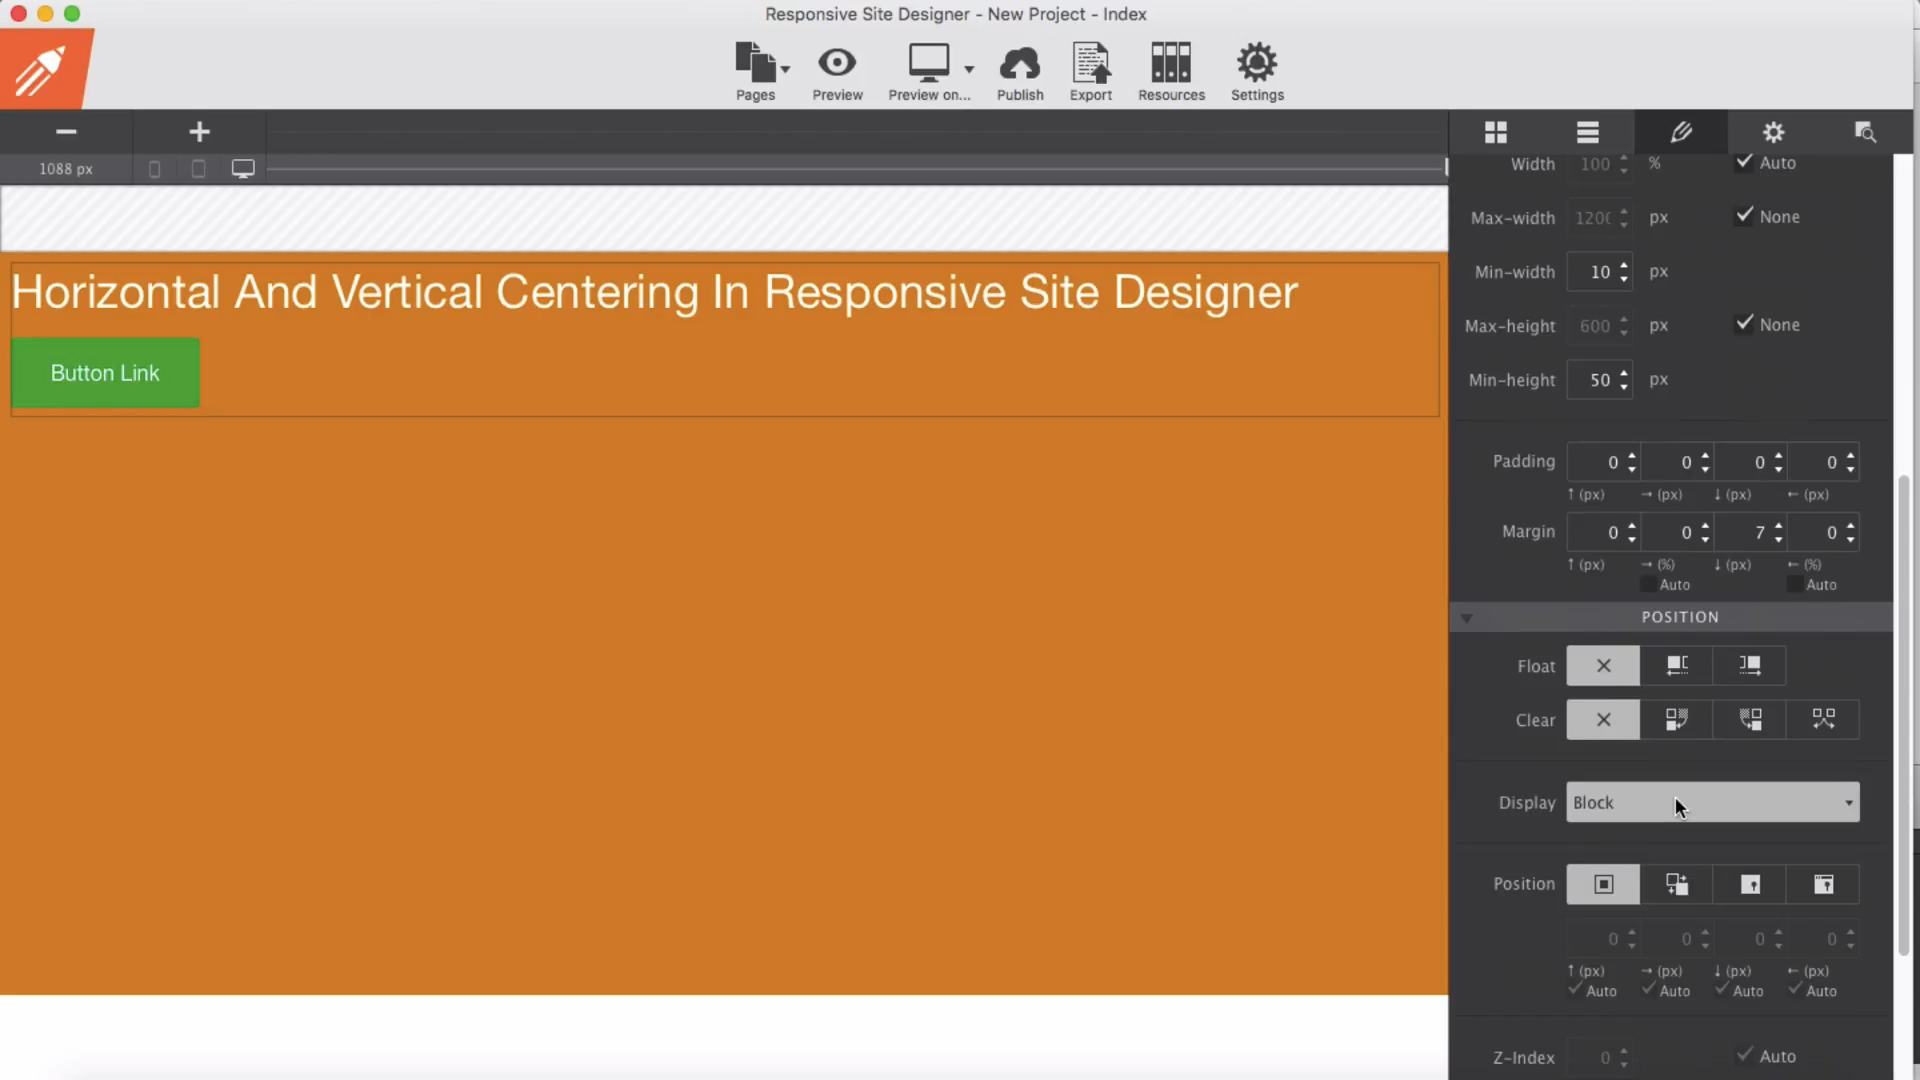 Responsive Site Designer - New Project - Index
Pages
Preview
Preview on...
Publish
Export
Resources
Settings
1088 px
Horizontal And Vertical Centering In Responsive Site Designer
Button Link
Width 100 % Auto
Max-width 120 px None
Min-width 10 px
Max-height 600 px None
Min-height 50 px
Padding 0 0 0 0
↑ (px) → (px) ↓ (px) ← (px)
Margin 0 0 7 0
↑ (px) → (%) ↓ (px) ← (%)
Auto Auto
POSITION
Float
Clear
Display Block
Position
0 0 0 0
↑ (px) → (px) ↓ (px) ← (px)
Auto Auto Auto Auto
Z-Index 0 Auto